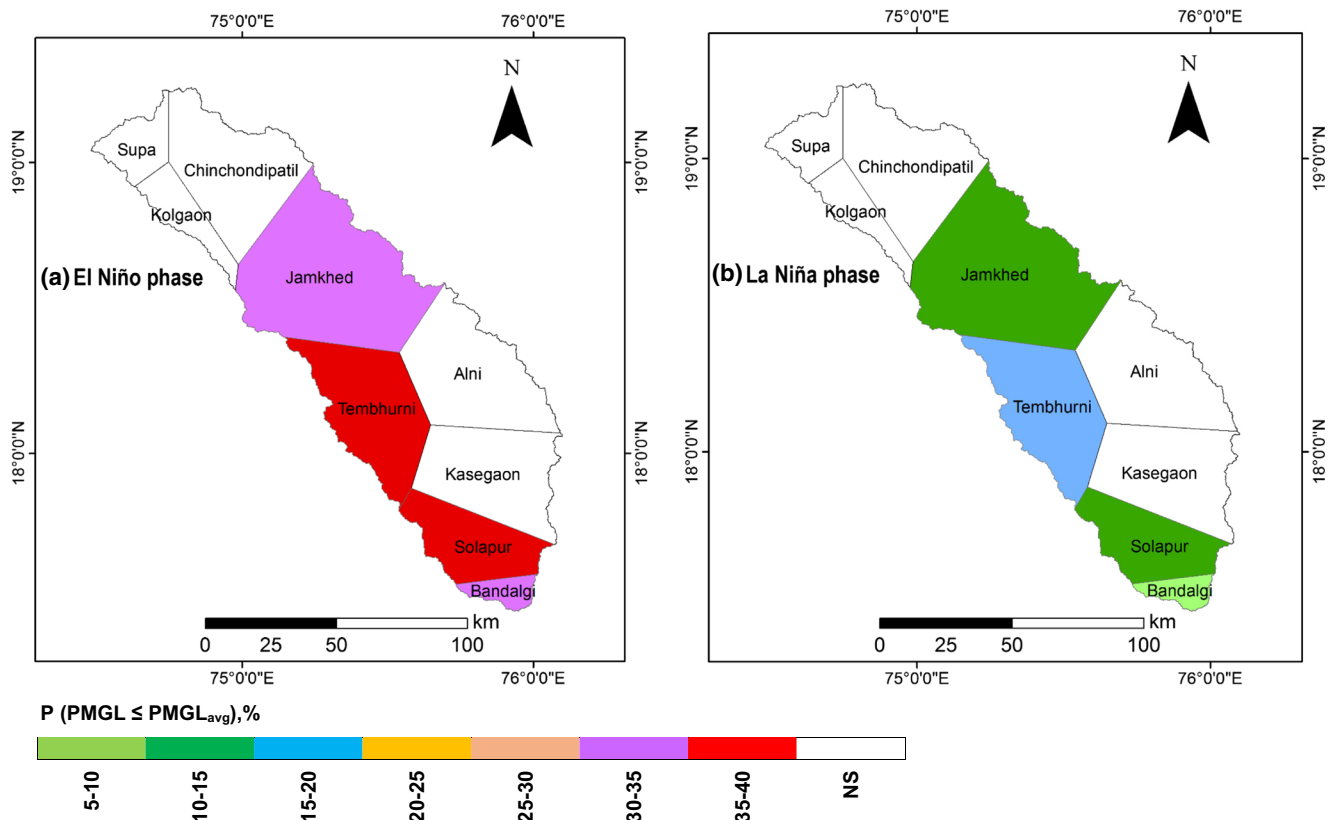 75°0'0"E 76°0'0"E
N
19°0'0"N
18°0'0"N
Supa
Chinchondipatil
Kolgaon
(a) El Niño phase
Jamkhed
Alni
Tembhurni
Kasegaon
Solapur
Bandalgi
km
0 25 50 100
19°0'0"N
18°0'0"N
75°0'0"E 76°0'0"E
75°0'0"E 76°0'0"E
N
19°0'0"N
18°0'0"N
Supa
Chinchondipatil
Kolgaon
(b) La Niña phase
Jamkhed
Alni
Tembhurni
Kasegaon
Solapur
Bandalgi
km
0 25 50 100
19°0'0"N
18°0'0"N
75°0'0"E 76°0'0"E
P (PMGL ≤ PMGLavg),%
5-10
10-15
15-20
20-25
25-30
30-35
35-40
NS